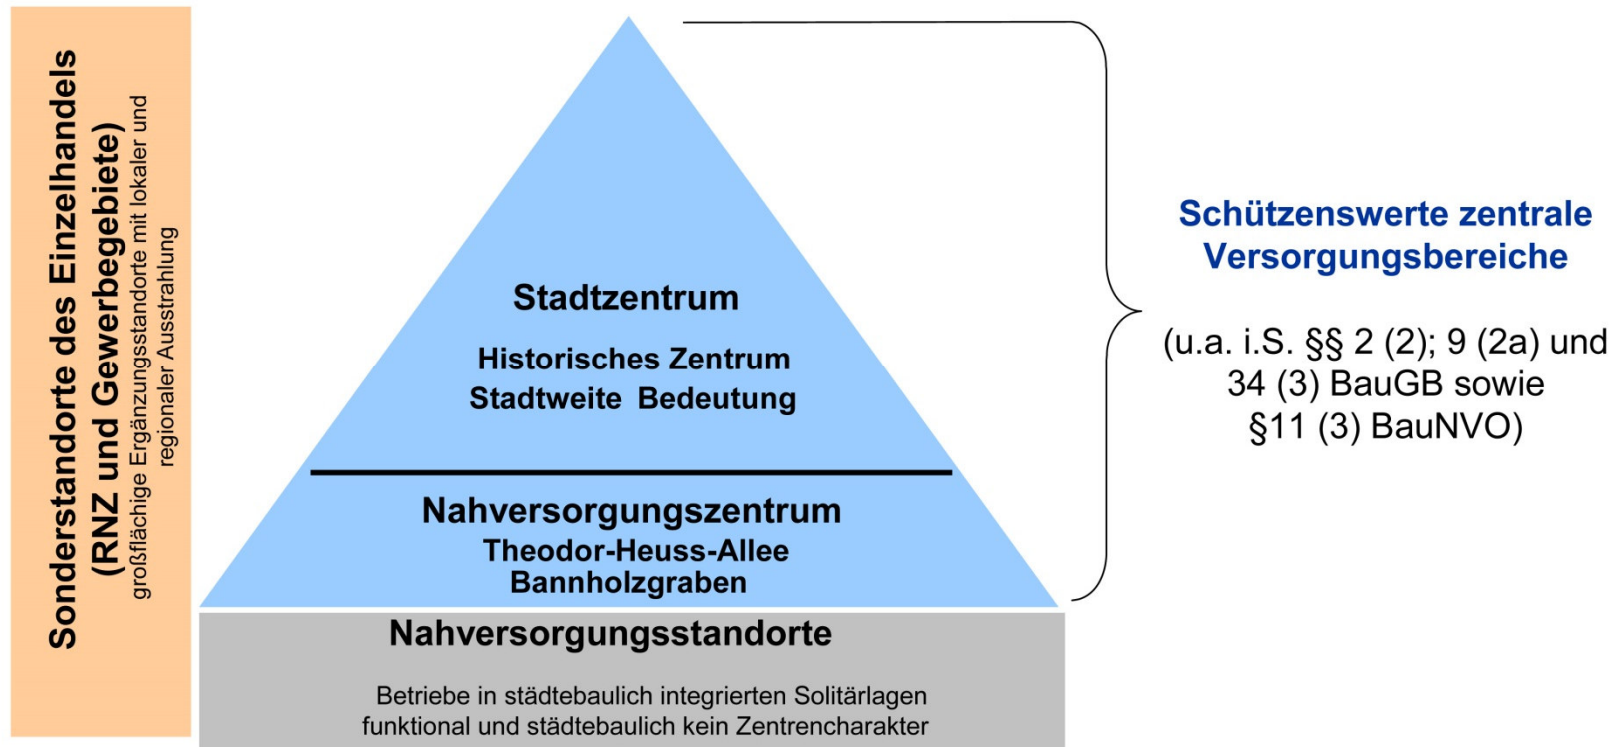 Sonderstandorte des Einzelhandels
(RNZ und Gewerbegebiete)
großflächige Ergänzungsstandorte mit lokaler und
regionaler Ausstrahlung
Stadtzentrum
Historisches Zentrum
Stadtweite Bedeutung
Nahversorgungszentrum
Theodor-Heuss-Allee
Bannholzgraben
Nahversorgungsstandorte
Betriebe in städtebaulich integrierten Solitärlagen
funktional und städtebaulich kein Zentrencharakter
Schützenswerte zentrale
Versorgungsbereiche
(u.a. i.S. §§ 2 (2); 9 (2a) und
34 (3) BauGB sowie
§11 (3) BauNVO)